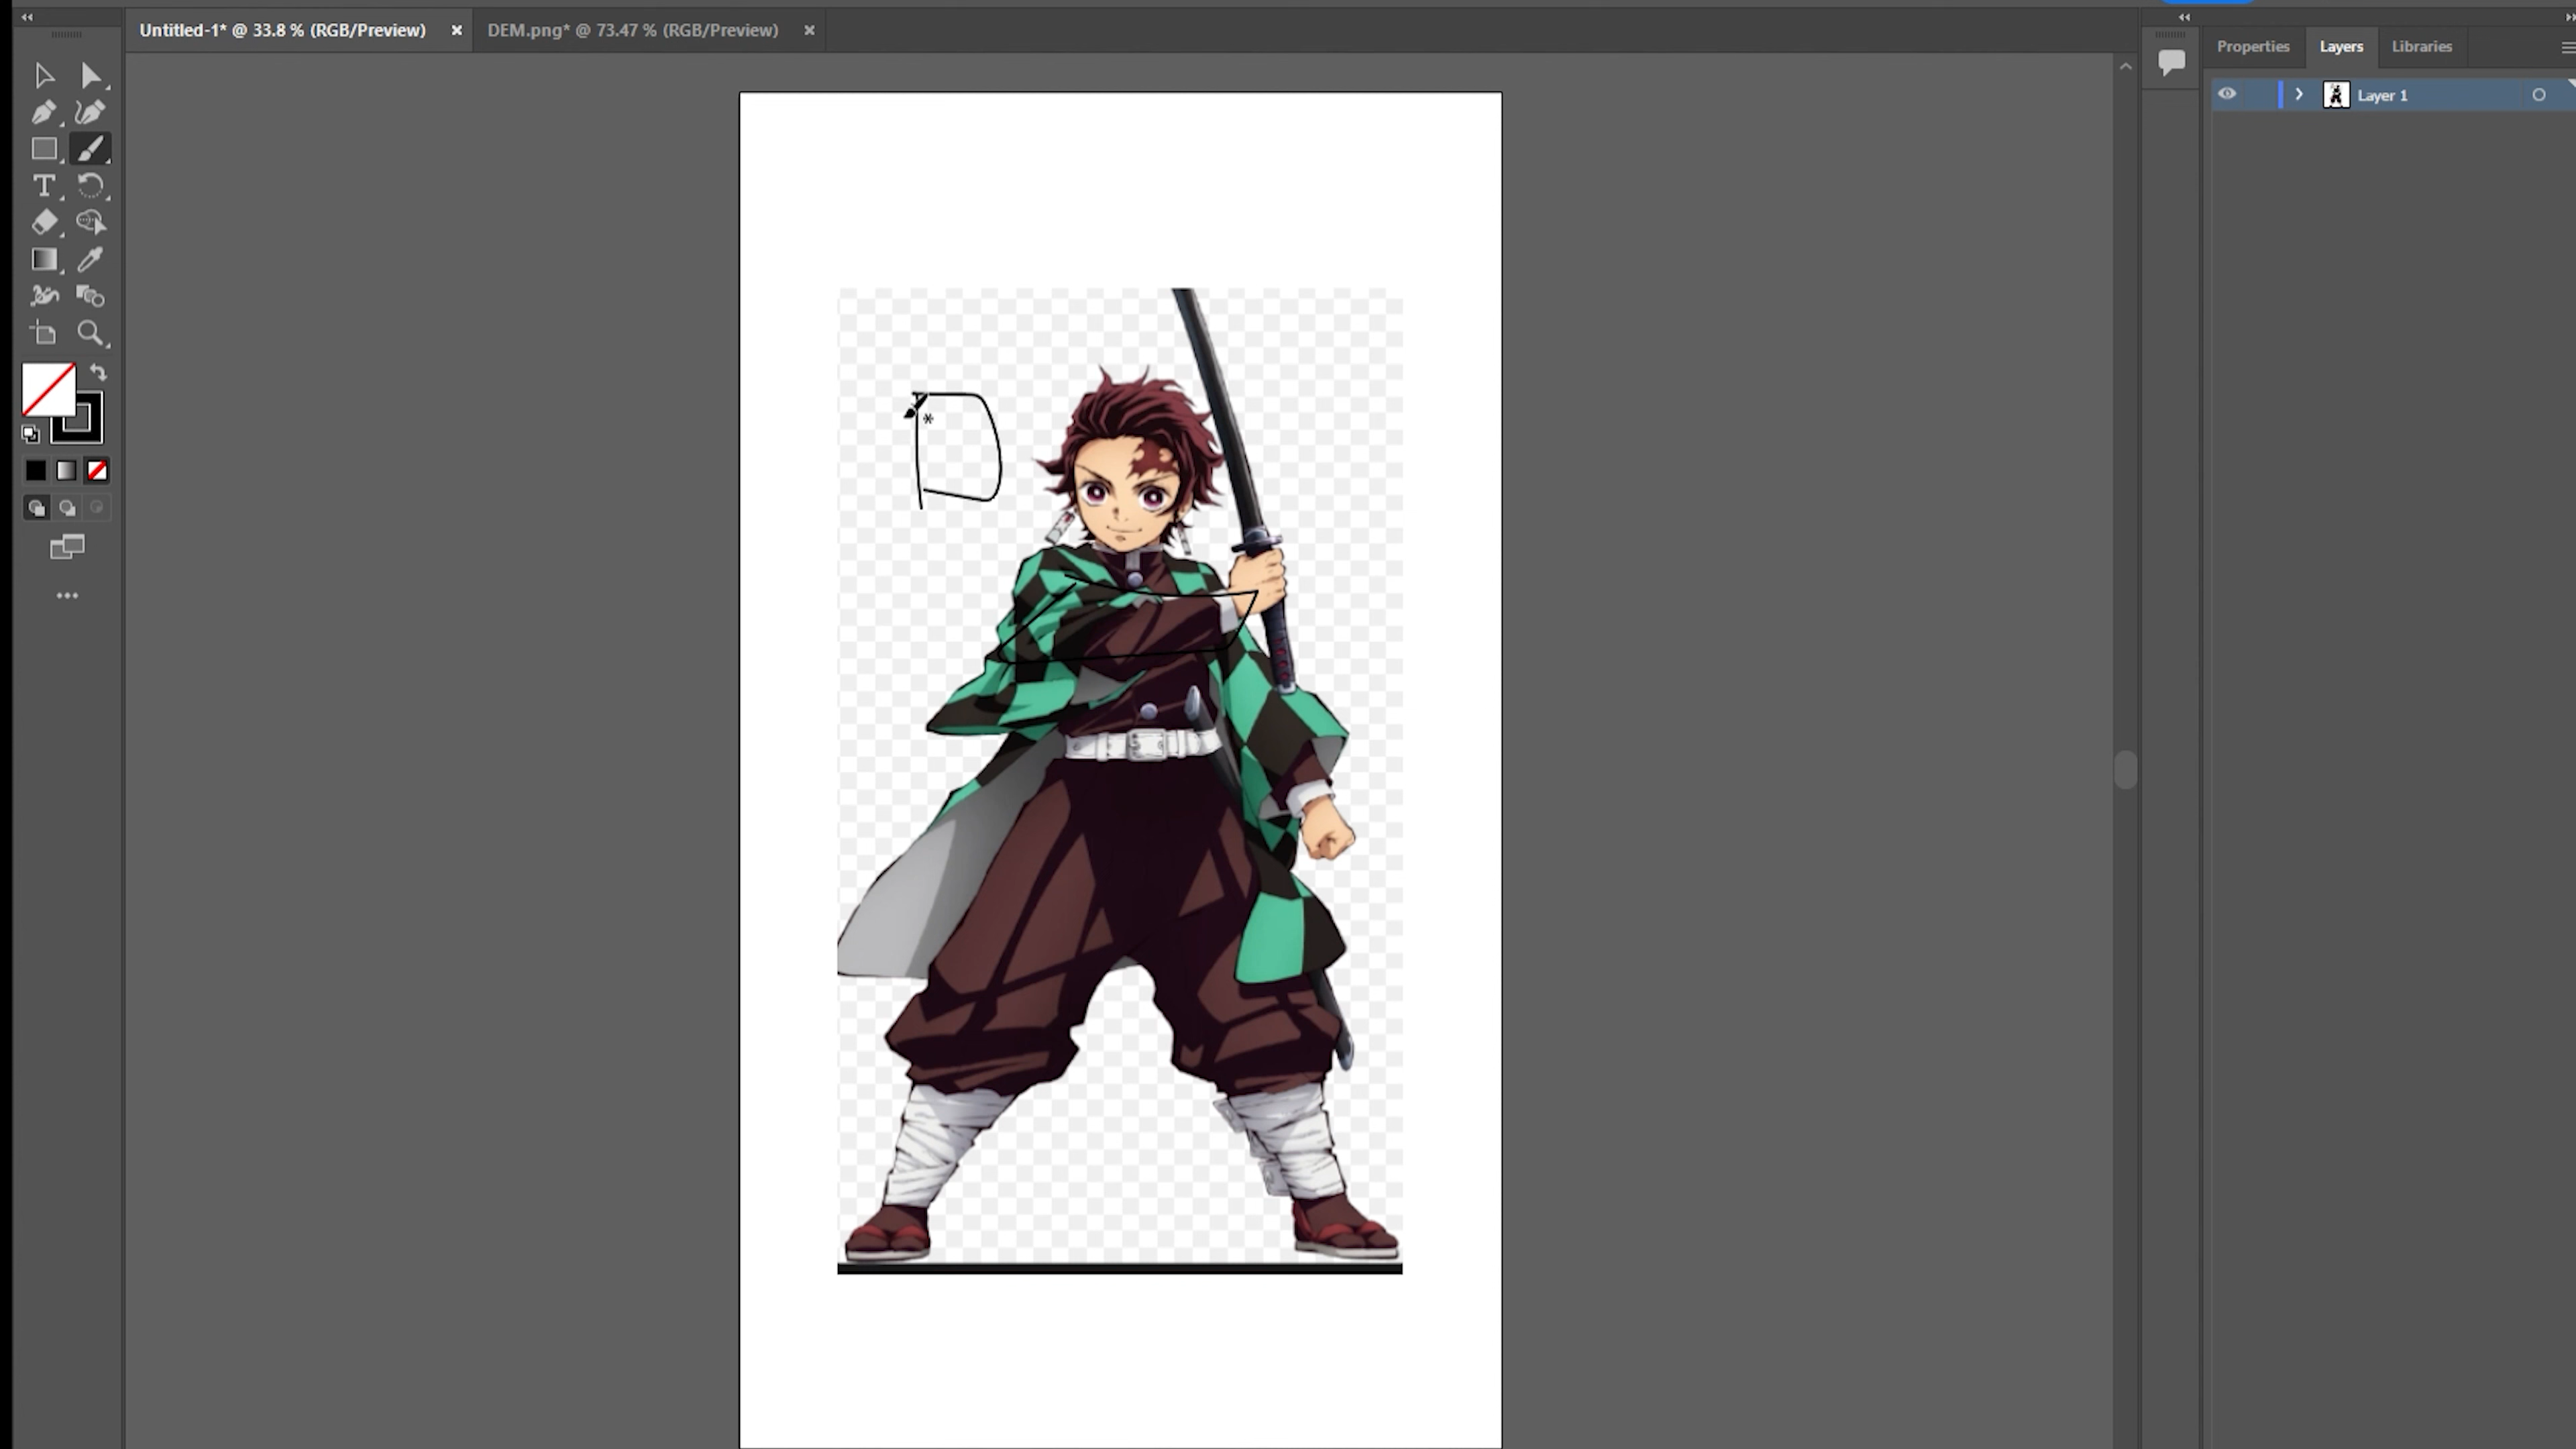 Untitled-1* @ 33.8 % (RGB/Preview)
DEM.png* @ 73.47 % (RGB/Preview)
Properties
Layers
Libraries
Layer 1